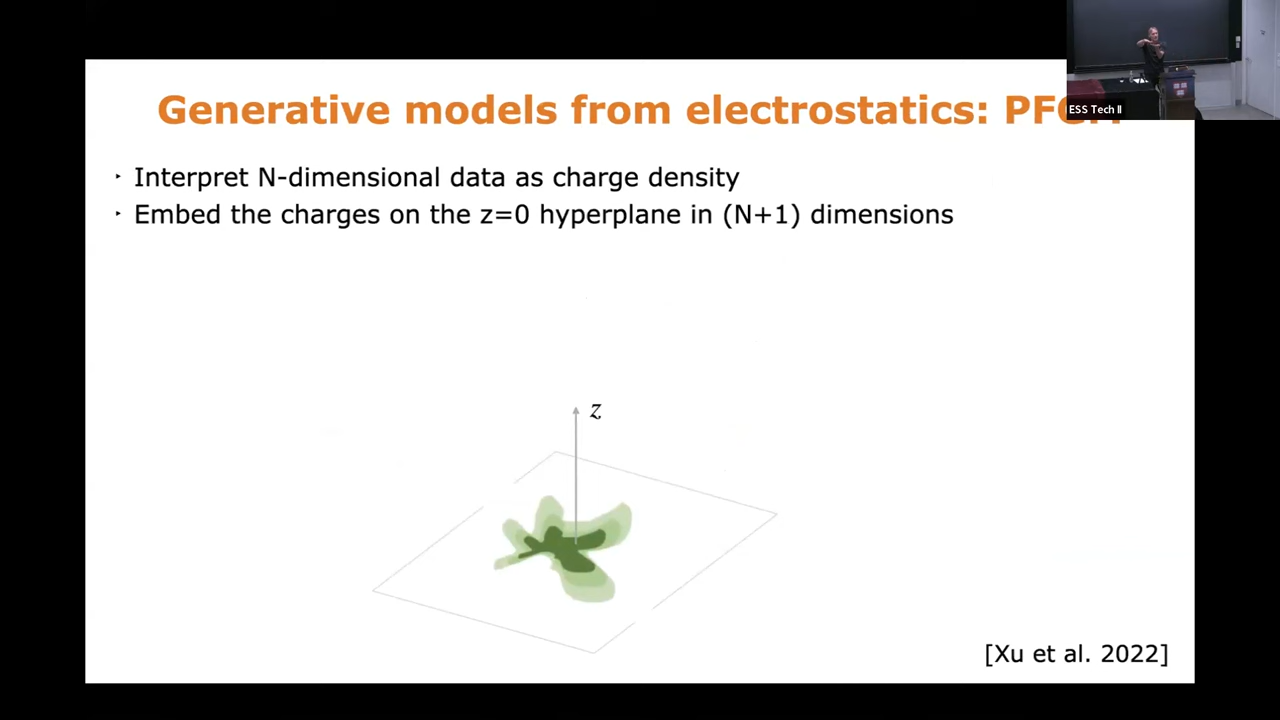 Generative models from electrostatics:
‣ Interpret N-dimensional data as charge density
‣ Embed the charges on the z=0 hyperplane in (N+1) dimensions
z
[Xu et al. 2022]
ESS Tech II